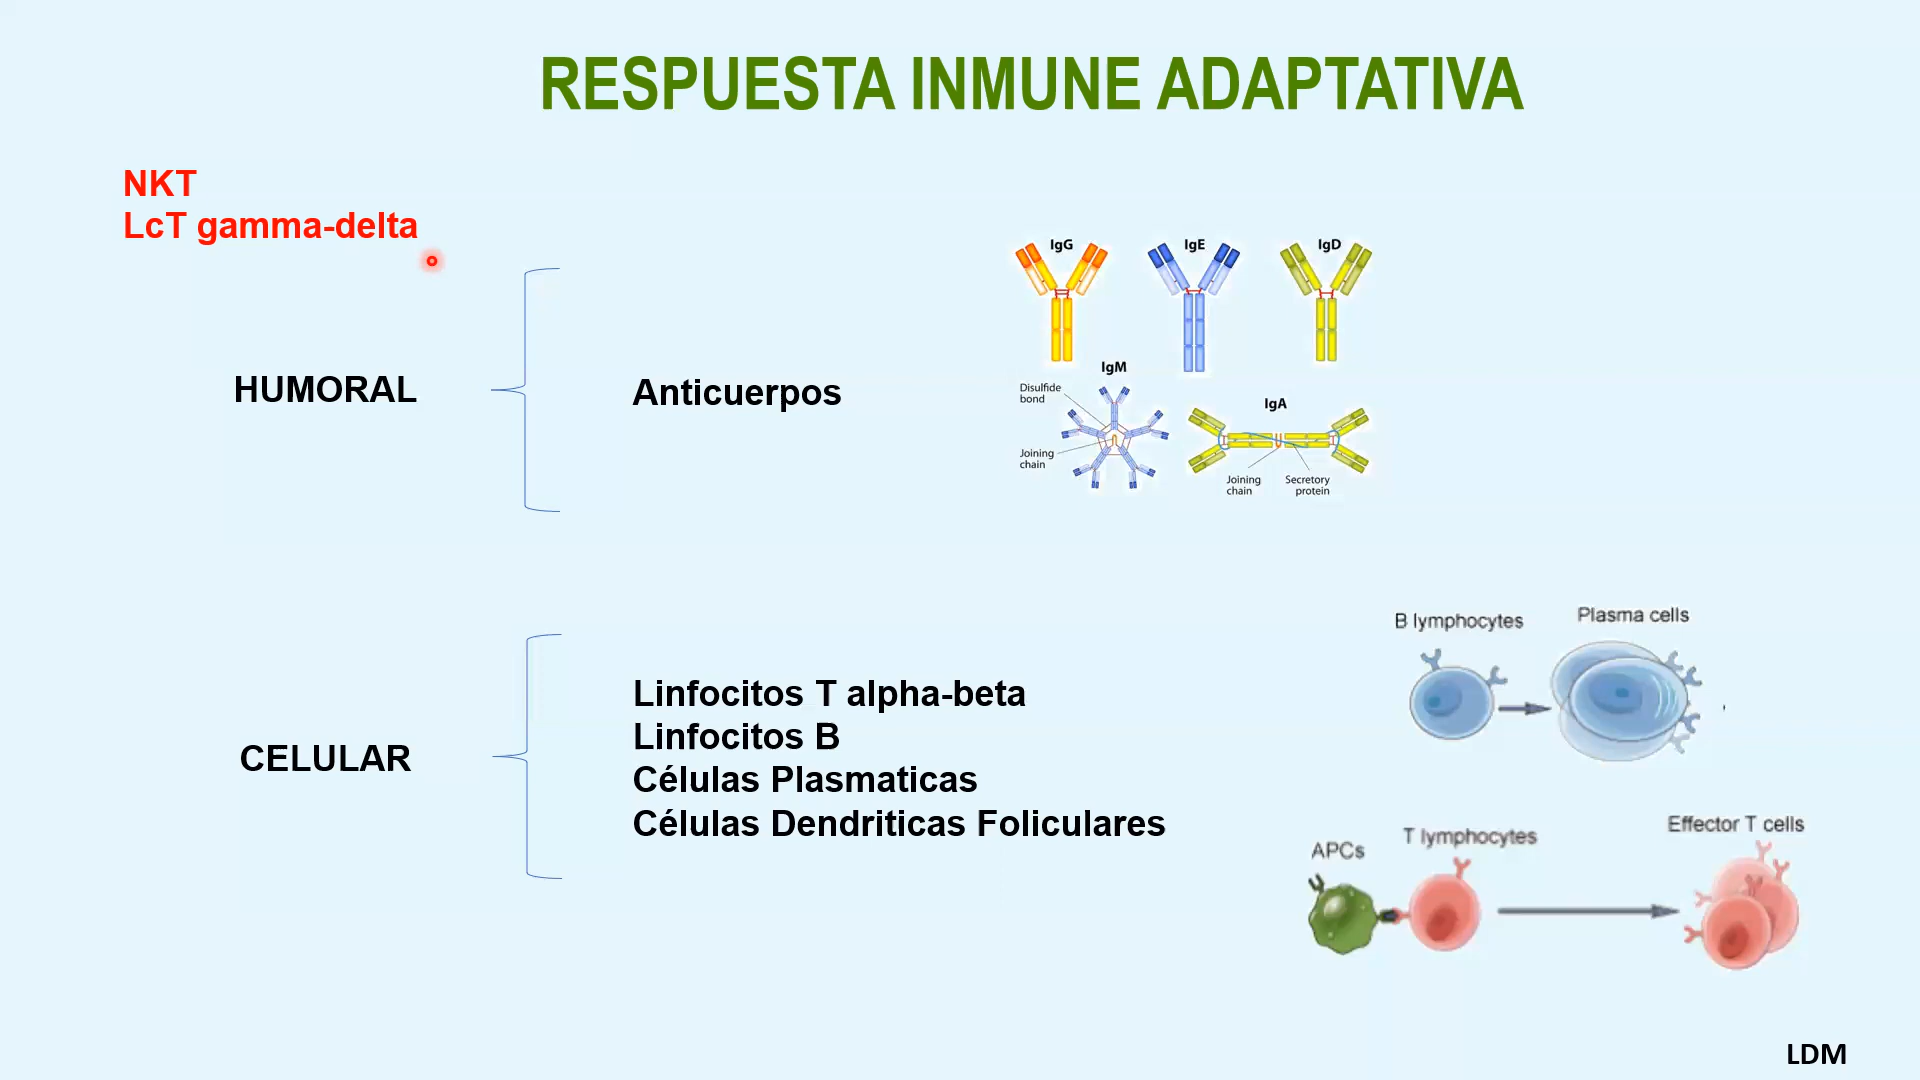 RESPUESTA INMUNE ADAPTATIVA
NKT
LcT gamma-delta
HUMORAL
Anticuerpos
IgG
IgE
IgD
IgM
Disulfide
bond
Joining
chain
IgA
Joining
chain
Secretory
protein
CELULAR
Linfocitos T alpha-beta
Linfocitos B
Células Plasmaticas
Células Dendriticas Foliculares
B lymphocytes
Plasma cells
APCs
T lymphocytes
Effector T cells
LDM